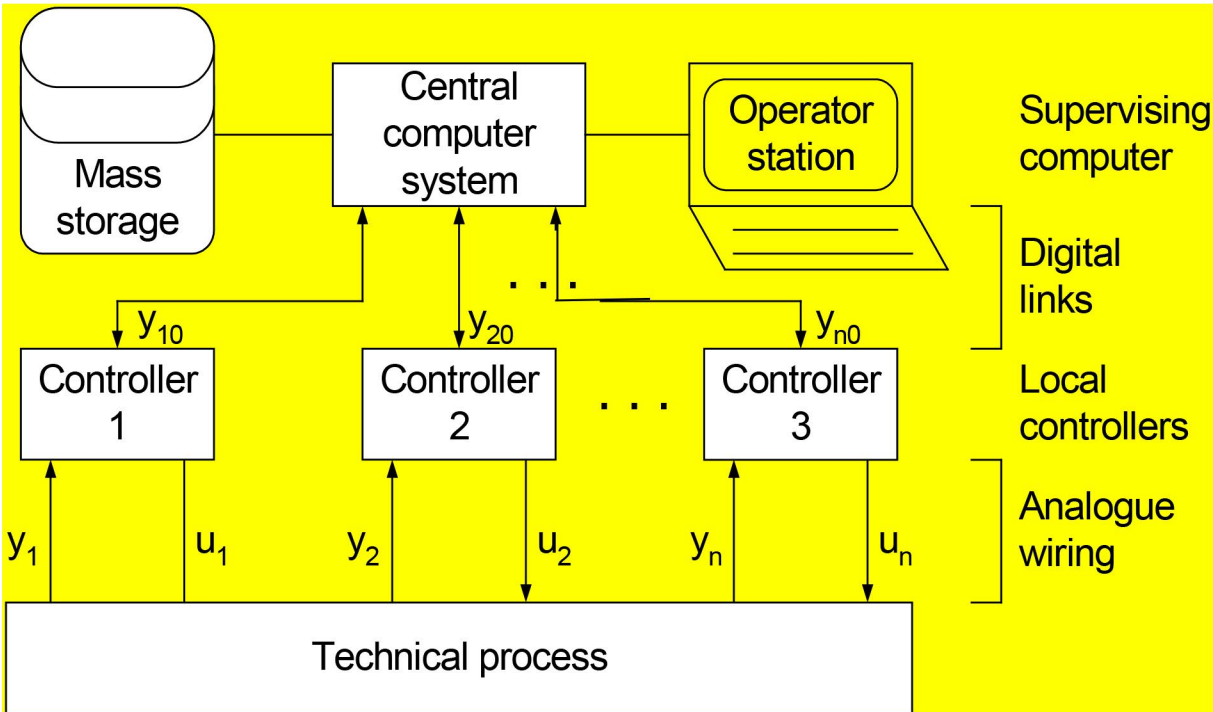 Mass
storage
Central
computer
system
Operator
station
Supervising
computer
. . .
Digital
links
y10
y20
yn0
Controller
1
Controller
2
. . .
Controller
3
Local
controllers
y1
u1
y2
u2
yn
un
Analogue
wiring
Technical process